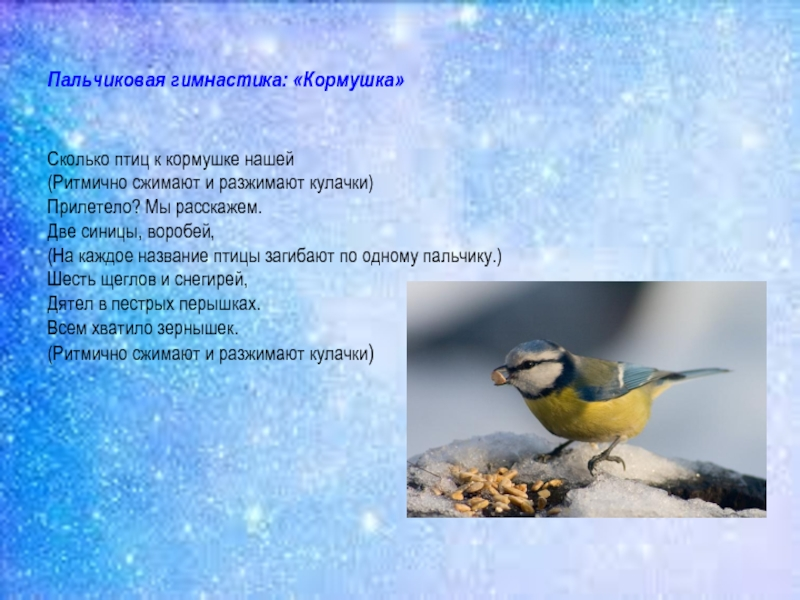 Пальчиковая гимнастика: «Кормушка»
Сколько птиц к кормушке нашей
(Ритмично сжимают и разжимают кулачки)
Прилетело? Мы расскажем.
Две синицы, воробей,
(На каждое название птицы загибают по одному пальчику.)
Шесть щеглов и снегирей,
Дятел в пестрых перышках.
Всем хватило зернышек.
(Ритмично сжимают и разжимают кулачки)